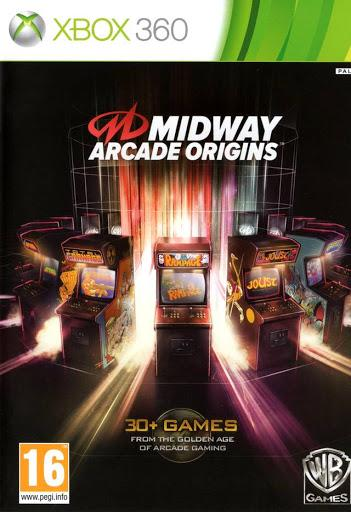 XBOX 360
PAL
MIDWAY
ARCADE ORIGINS™
RAMPAGE
JOUST
30+ GAMES
FROM THE GOLDEN AGE
OF ARCADE GAMING
16
www.pegi.info
WB
GAMES